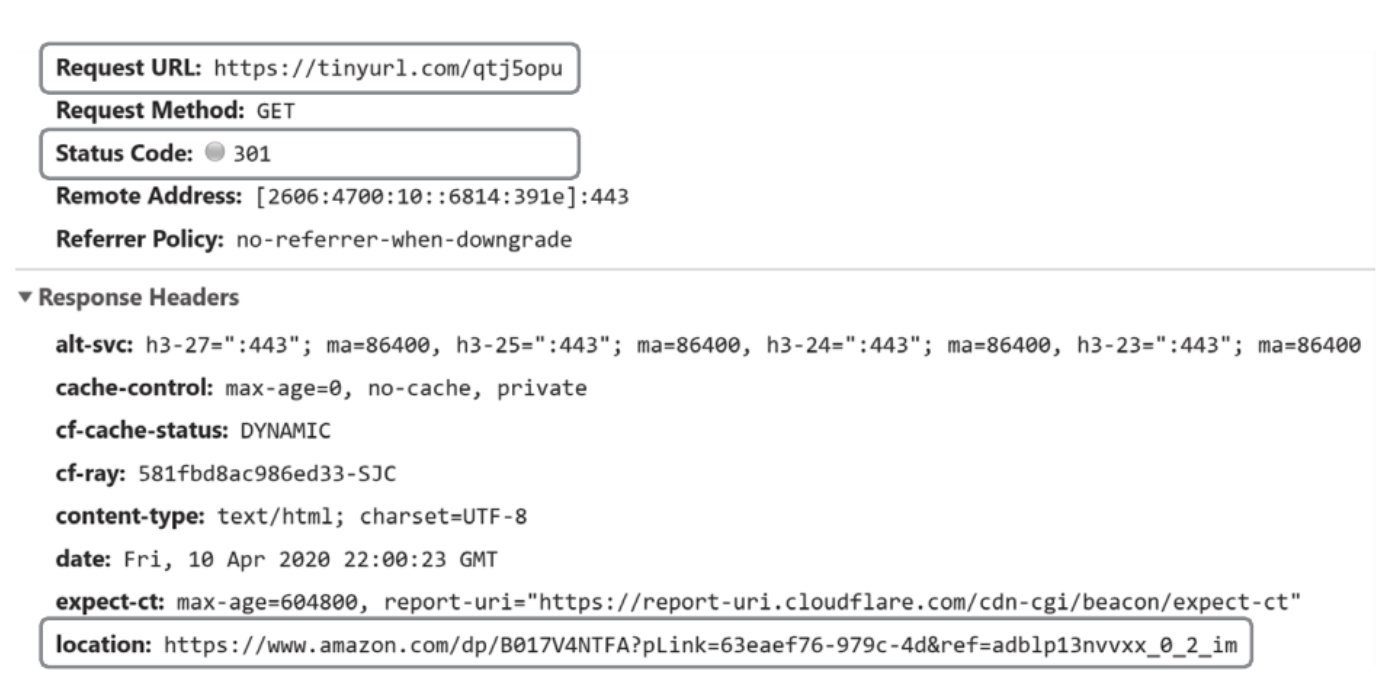 Request URL: https://tinyurl.com/qtj5opu
Request Method: GET
Status Code: 301
Remote Address: [2606:4700:10::6814:391e]:443
Referrer Policy: no-referrer-when-downgrade
Response Headers
alt-svc: h3-27=":443"; ma=86400, h3-25=":443"; ma=86400, h3-24=":443"; ma=86400, h3-23=":443"; ma=86400
cache-control: max-age=0, no-cache, private
cf-cache-status: DYNAMIC
cf-ray: 581fbd8ac986ed33-SJC
content-type: text/html; charset=UTF-8
date: Fri, 10 Apr 2020 22:00:23 GMT
expect-ct: max-age=604800, report-uri="https://report-uri.cloudflare.com/cdn-cgi/beacon/expect-ct"
location: https://www.amazon.com/dp/B017V4NTFA?pLink=63eaef76-979c-4d&ref=adblp13nvvxx_0_2_im